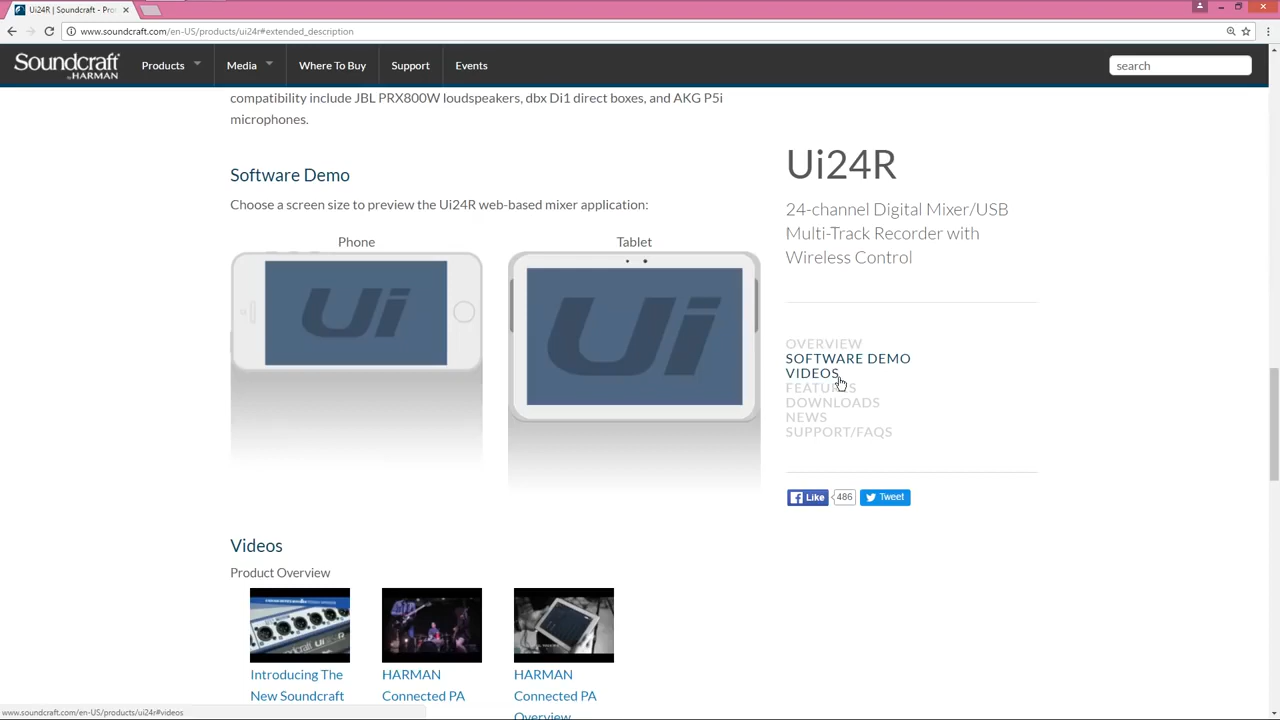 Ui24R | Soundcraft - Pro
www.soundcraft.com/en-US/products/ui24r#extended_description
Soundcraft
by HARMAN
Products
Media
Where To Buy
Support
Events
search
compatibility include JBL PRX800W loudspeakers, dbx Di1 direct boxes, and AKG P5i
microphones.
Software Demo
Choose a screen size to preview the Ui24R web-based mixer application:
Phone
Tablet
Ui
Ui
Ui24R
24-channel Digital Mixer/USB
Multi-Track Recorder with
Wireless Control
OVERVIEW
SOFTWARE DEMO
VIDEOS
FEATURES
DOWNLOADS
NEWS
SUPPORT/FAQS
Like
486
Tweet
Videos
Product Overview
Introducing The
New Soundcraft
HARMAN
Connected PA
HARMAN
Connected PA
Overview
www.soundcraft.com/en-US/products/ui24r#videos